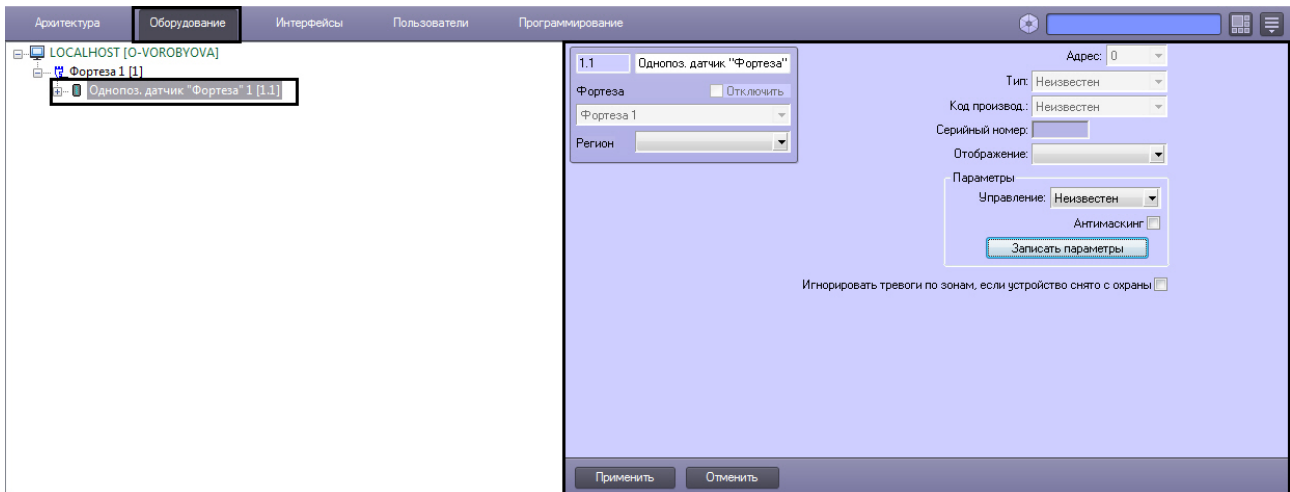 Архитектура Оборудование Интерфейсы Пользователи Программирование
LOCALHOST [O-VOROBYOVA]
Фортеза 1 [1]
Однопоз. датчик "Фортеза" 1 [1.1]
1.1 Однопоз. датчик "Фортеза"
Фортеза Отключить
Фортеза 1
Регион
Адрес: 0
Тип: Неизвестен
Код производ.: Неизвестен
Серийный номер:
Отображение:
Параметры
Управление: Неизвестен
Антимаскинг
Записать параметры
Игнорировать тревоги по зонам, если устройство снято с охраны
Применить Отменить